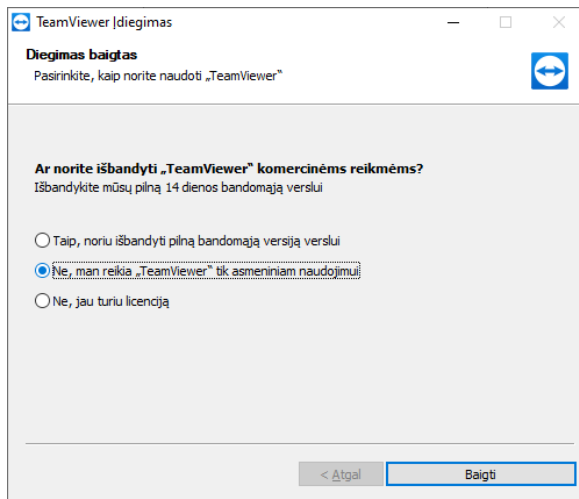 TeamViewer Įdiegimas
Diegimas baigtas
Pasirinkite, kaip norite naudoti „TeamViewer“
Ar norite išbandyti „TeamViewer“ komercinėms reikmėms?
Išbandykite mūsų pilną 14 dienos bandomąją verslui
Taip, noriu išbandyti pilną bandomąją versiją verslui
Ne, man reikia „TeamViewer“ tik asmeniniam naudojimui
Ne, jau turiu licenciją
< Atgal
Baigti